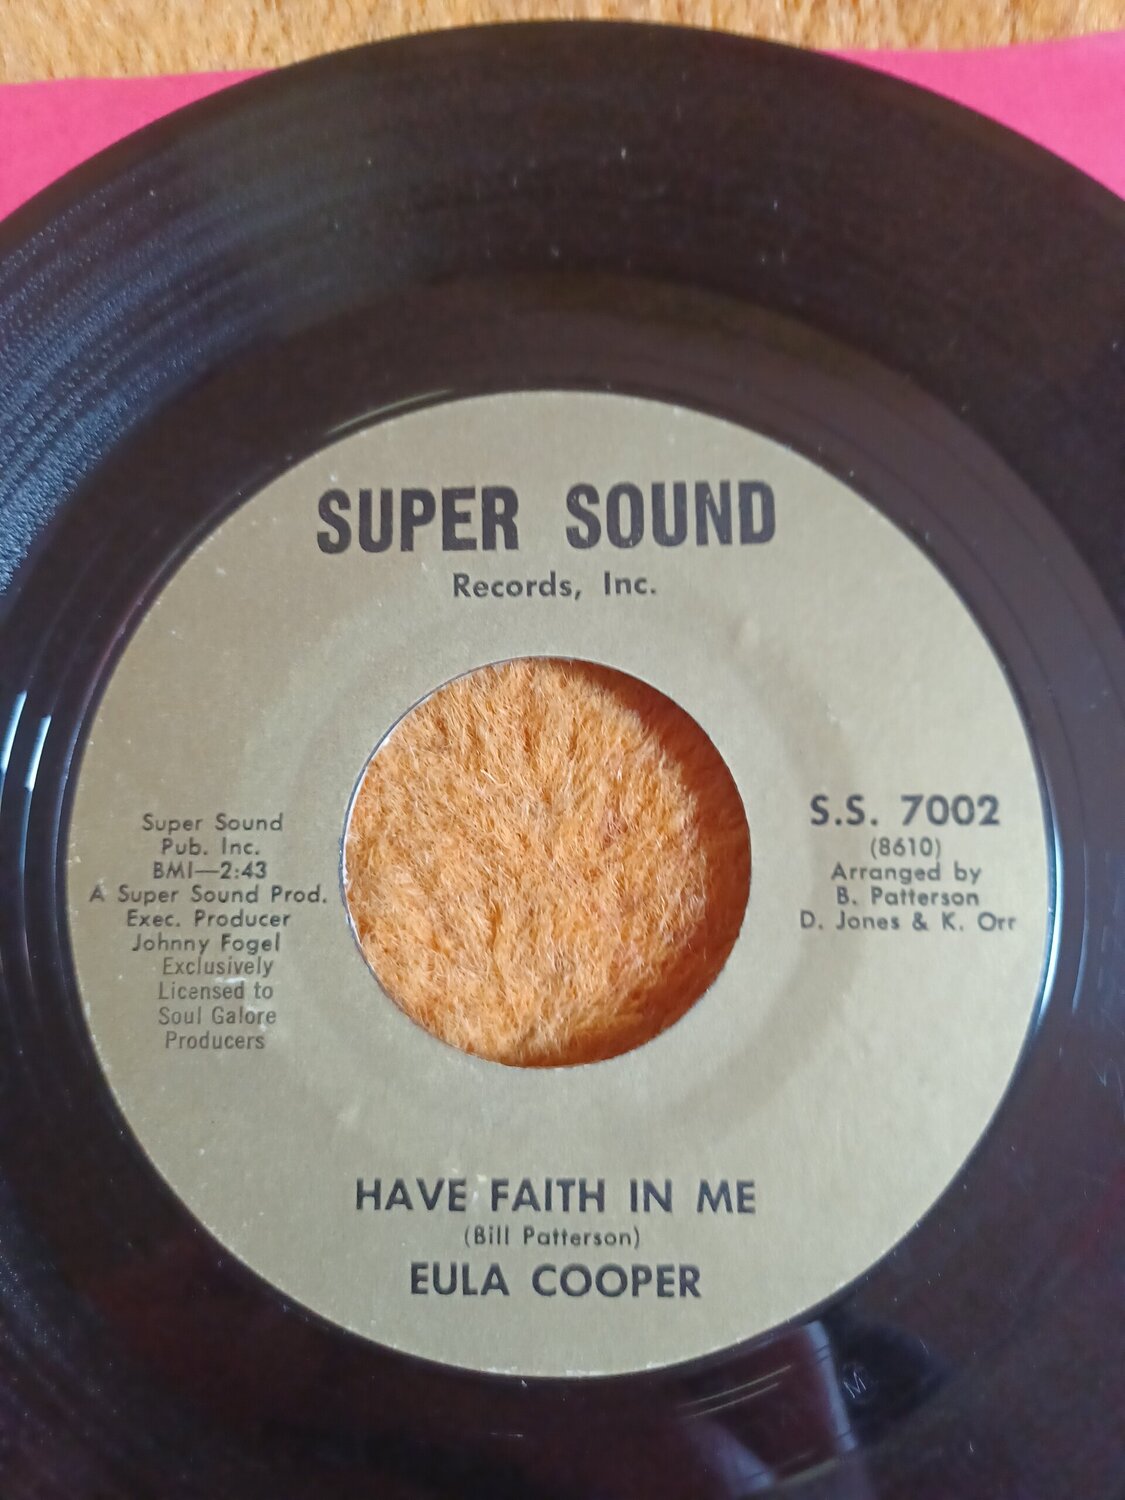 SUPER SOUND
Records, Inc.
Super Sound
Pub. Inc.
BMI—2:43
A Super Sound Prod.
Exec. Producer
Johnny Fogel
Exclusively
Licensed to
Soul Galore
Producers
S.S. 7002
(8610)
Arranged by
B. Patterson
D. Jones & K. Orr
HAVE FAITH IN ME
(Bill Patterson)
EULA COOPER